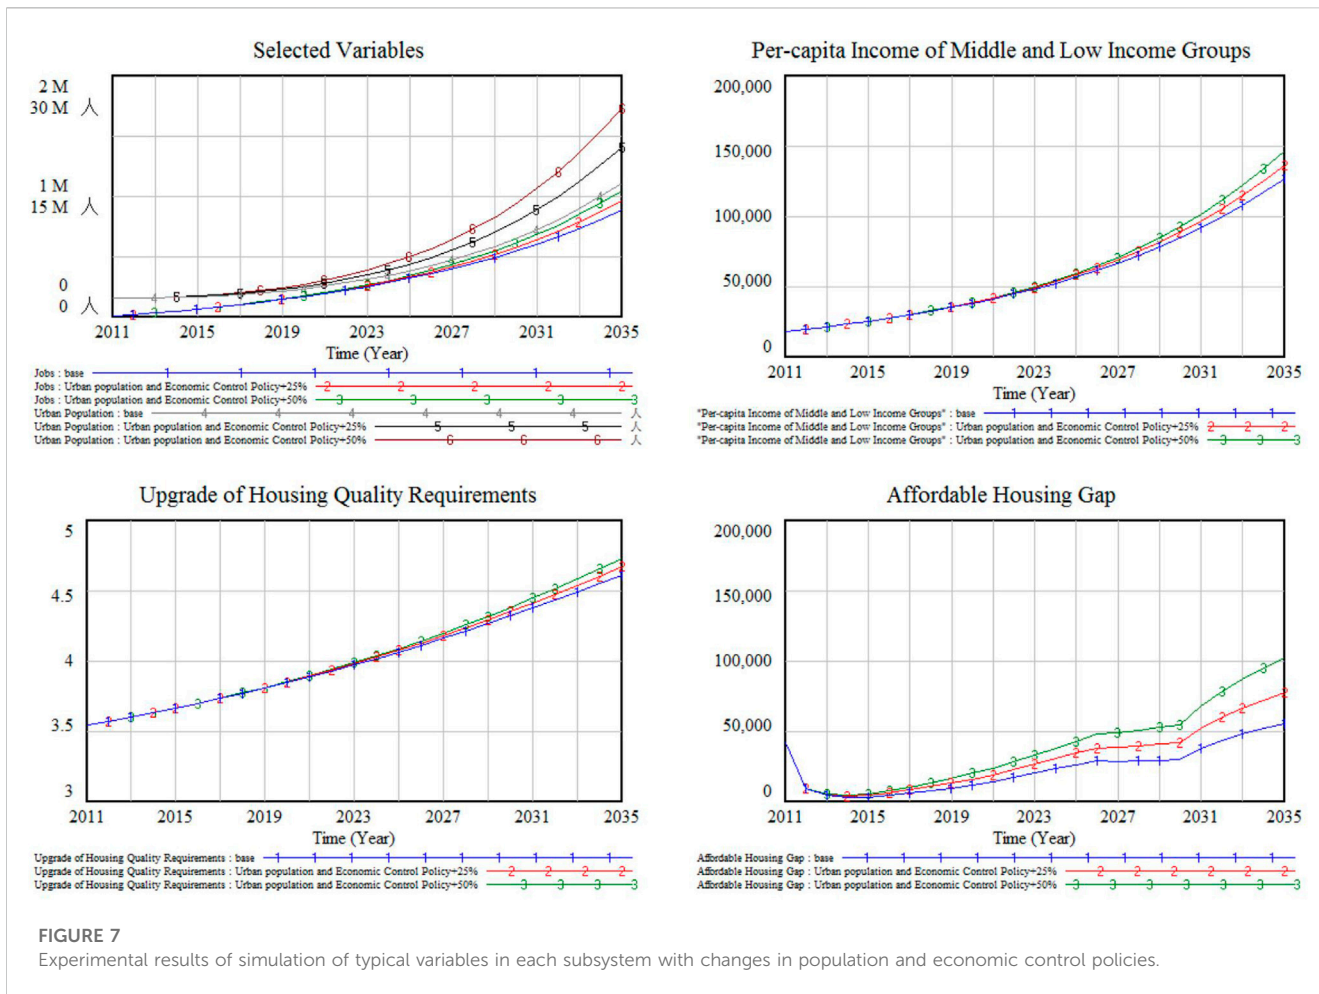 Selected Variables
2 M
30 M 人
1 M
15 M 人
0
0 人
2011 2015 2019 2023 2027 2031 2035
Time (Year)
Jobs : base
Jobs : Urban population and Economic Control Policy+25%
Jobs : Urban population and Economic Control Policy+50%
Urban Population : base 人
Urban Population : Urban population and Economic Control Policy+25% 人
Urban Population : Urban population and Economic Control Policy+50% 人
Per-capita Income of Middle and Low Income Groups
200,000
150,000
100,000
50,000
0
2011 2015 2019 2023 2027 2031 2035
Time (Year)
"Per-capita Income of Middle and Low Income Groups" : base
"Per-capita Income of Middle and Low Income Groups" : Urban population and Economic Control Policy+25%
"Per-capita Income of Middle and Low Income Groups" : Urban population and Economic Control Policy+50%
Upgrade of Housing Quality Requirements
5
4.5
4
3.5
3
2011 2015 2019 2023 2027 2031 2035
Time (Year)
Upgrade of Housing Quality Requirements : base
Upgrade of Housing Quality Requirements : Urban population and Economic Control Policy+25%
Upgrade of Housing Quality Requirements : Urban population and Economic Control Policy+50%
Affordable Housing Gap
200,000
150,000
100,000
50,000
0
2011 2015 2019 2023 2027 2031 2035
Time (Year)
Affordable Housing Gap : base
Affordable Housing Gap : Urban population and Economic Control Policy+25%
Affordable Housing Gap : Urban population and Economic Control Policy+50%
FIGURE 7
Experimental results of simulation of typical variables in each subsystem with changes in population and economic control policies.